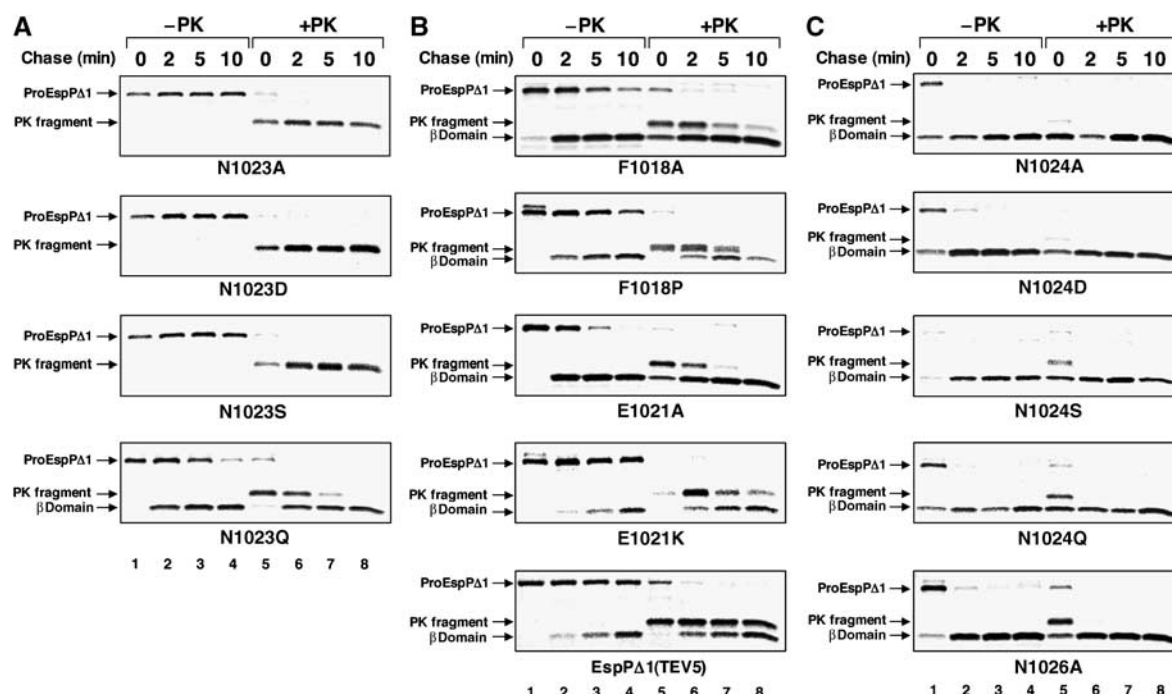 A
−PK +PK
Chase (min) 0 2 5 10 0 2 5 10
ProEspPΔ1
PK fragment
N1023A
ProEspPΔ1
PK fragment
N1023D
ProEspPΔ1
PK fragment
N1023S
ProEspPΔ1
PK fragment
βDomain
N1023Q
1 2 3 4 5 6 7 8
B
−PK +PK
Chase (min) 0 2 5 10 0 2 5 10
ProEspPΔ1
PK fragment
βDomain
F1018A
ProEspPΔ1
PK fragment
βDomain
F1018P
ProEspPΔ1
PK fragment
βDomain
E1021A
ProEspPΔ1
PK fragment
βDomain
E1021K
ProEspPΔ1
PK fragment
βDomain
EspPΔ1(TEV5)
1 2 3 4 5 6 7 8
C
−PK +PK
Chase (min) 0 2 5 10 0 2 5 10
ProEspPΔ1
PK fragment
βDomain
N1024A
ProEspPΔ1
PK fragment
βDomain
N1024D
ProEspPΔ1
PK fragment
βDomain
N1024S
ProEspPΔ1
PK fragment
βDomain
N1024Q
ProEspPΔ1
PK fragment
βDomain
N1026A
1 2 3 4 5 6 7 8